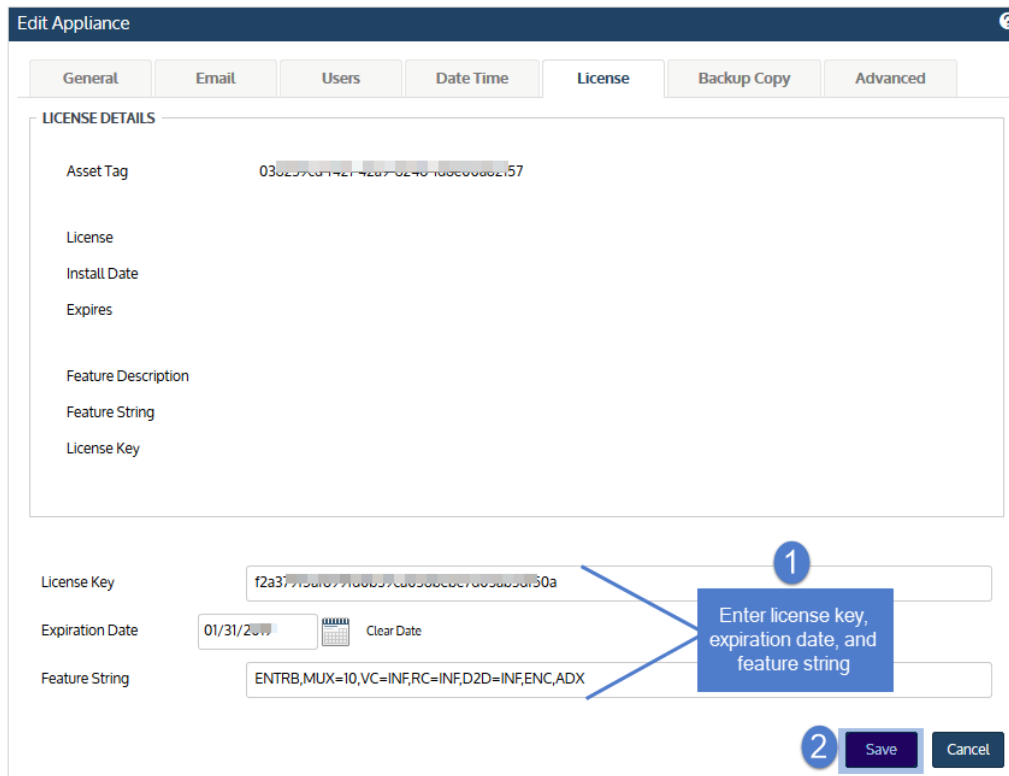 Edit Appliance
General Email Users Date Time License Backup Copy Advanced
LICENSE DETAILS
Asset Tag
License
Install Date
Expires
Feature Description
Feature String
License Key
License Key
Expiration Date Clear Date
Feature String ENTRB,MUX=10,VC=INF,RC=INF,D2D=INF,ENC,ADX
1
Enter license key,
expiration date, and
feature string
2 Save Cancel